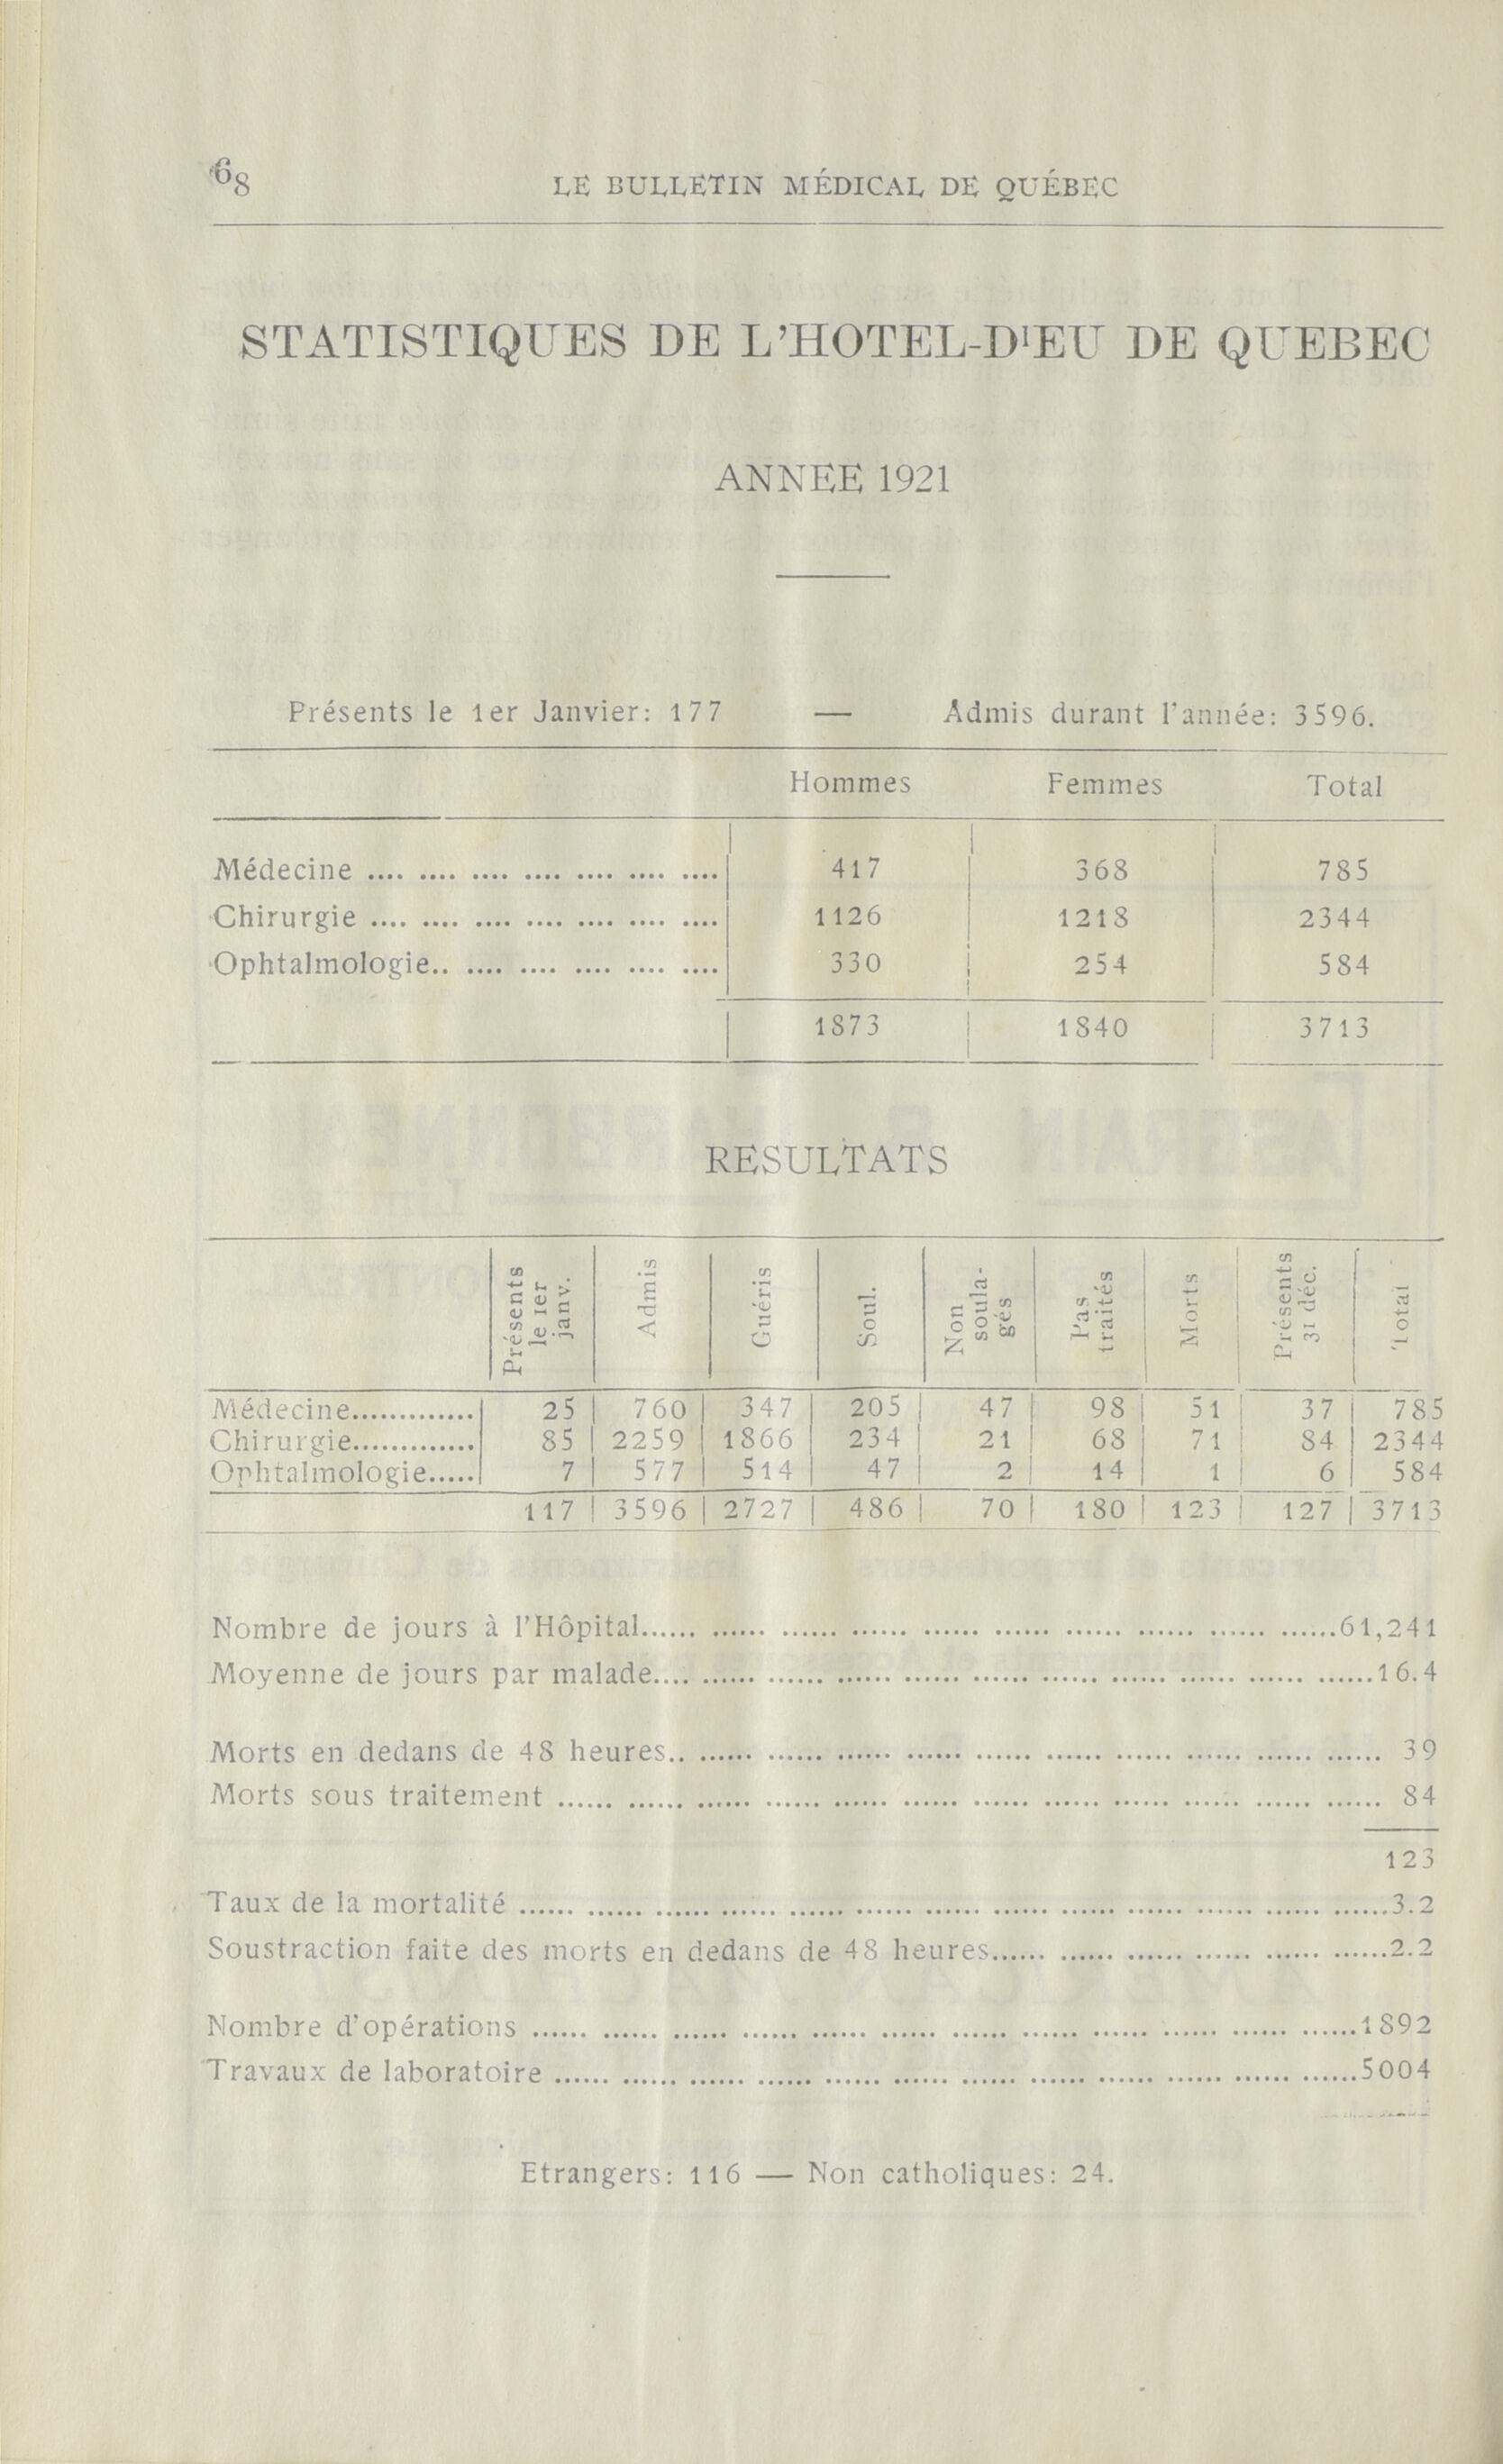 68 LE BULLETIN MÉDICAL DE QUÉBEC
STATISTIQUES DE L'HOTEL-DIEU DE QUEBEC
ANNEE 1921
Présents le 1er Janvier: 177 — Admis durant l'année: 3596.
Hommes Femmes Total
Médecine .... .... .... .... .... .... .... 417 368 785
Chirurgie .... .... .... .... .... .... .... 1126 1218 2344
Ophtalmologie.. .... .... .... .... .... 330 254 584
1873 1840 3713
RESULTATS
Présents le 1er janv. Admis Guéris Soul. Non soula-gés Pas traités Morts Présents 31 déc. Total
Médecine.............. 25 760 347 205 47 98 51 37 785
Chirurgie.............. 85 2259 1866 234 21 68 71 84 2344
Ophtalmologie..... 7 577 514 47 2 14 1 6 584
117 3596 2727 486 70 180 123 127 3713
Nombre de jours à l'Hôpital...... ...... ...... ...... ...... ...... ...... ...... ...... ......61,241
Moyenne de jours par malade.... ...... ...... ...... ...... ...... ...... ...... ...... ...... ......16.4
Morts en dedans de 48 heures.. ...... ...... ...... ...... ...... ...... ...... ...... ...... ...... 39
Morts sous traitement ...... ...... ...... ...... ...... ...... ...... ...... ...... ...... ...... ...... 84
123
Taux de la mortalité ...... ...... ...... ...... ...... ...... ...... ...... ...... ...... ...... ...... ......3.2
Soustraction faite des morts en dedans de 48 heures...... ...... ...... ...... ...... ......2.2
Nombre d'opérations ...... ...... ...... ...... ...... ...... ...... ...... ...... ...... ...... ......1892
Travaux de laboratoire ...... ...... ...... ...... ...... ...... ...... ...... ...... ...... ...... ......5004
Etrangers: 116 — Non catholiques: 24.